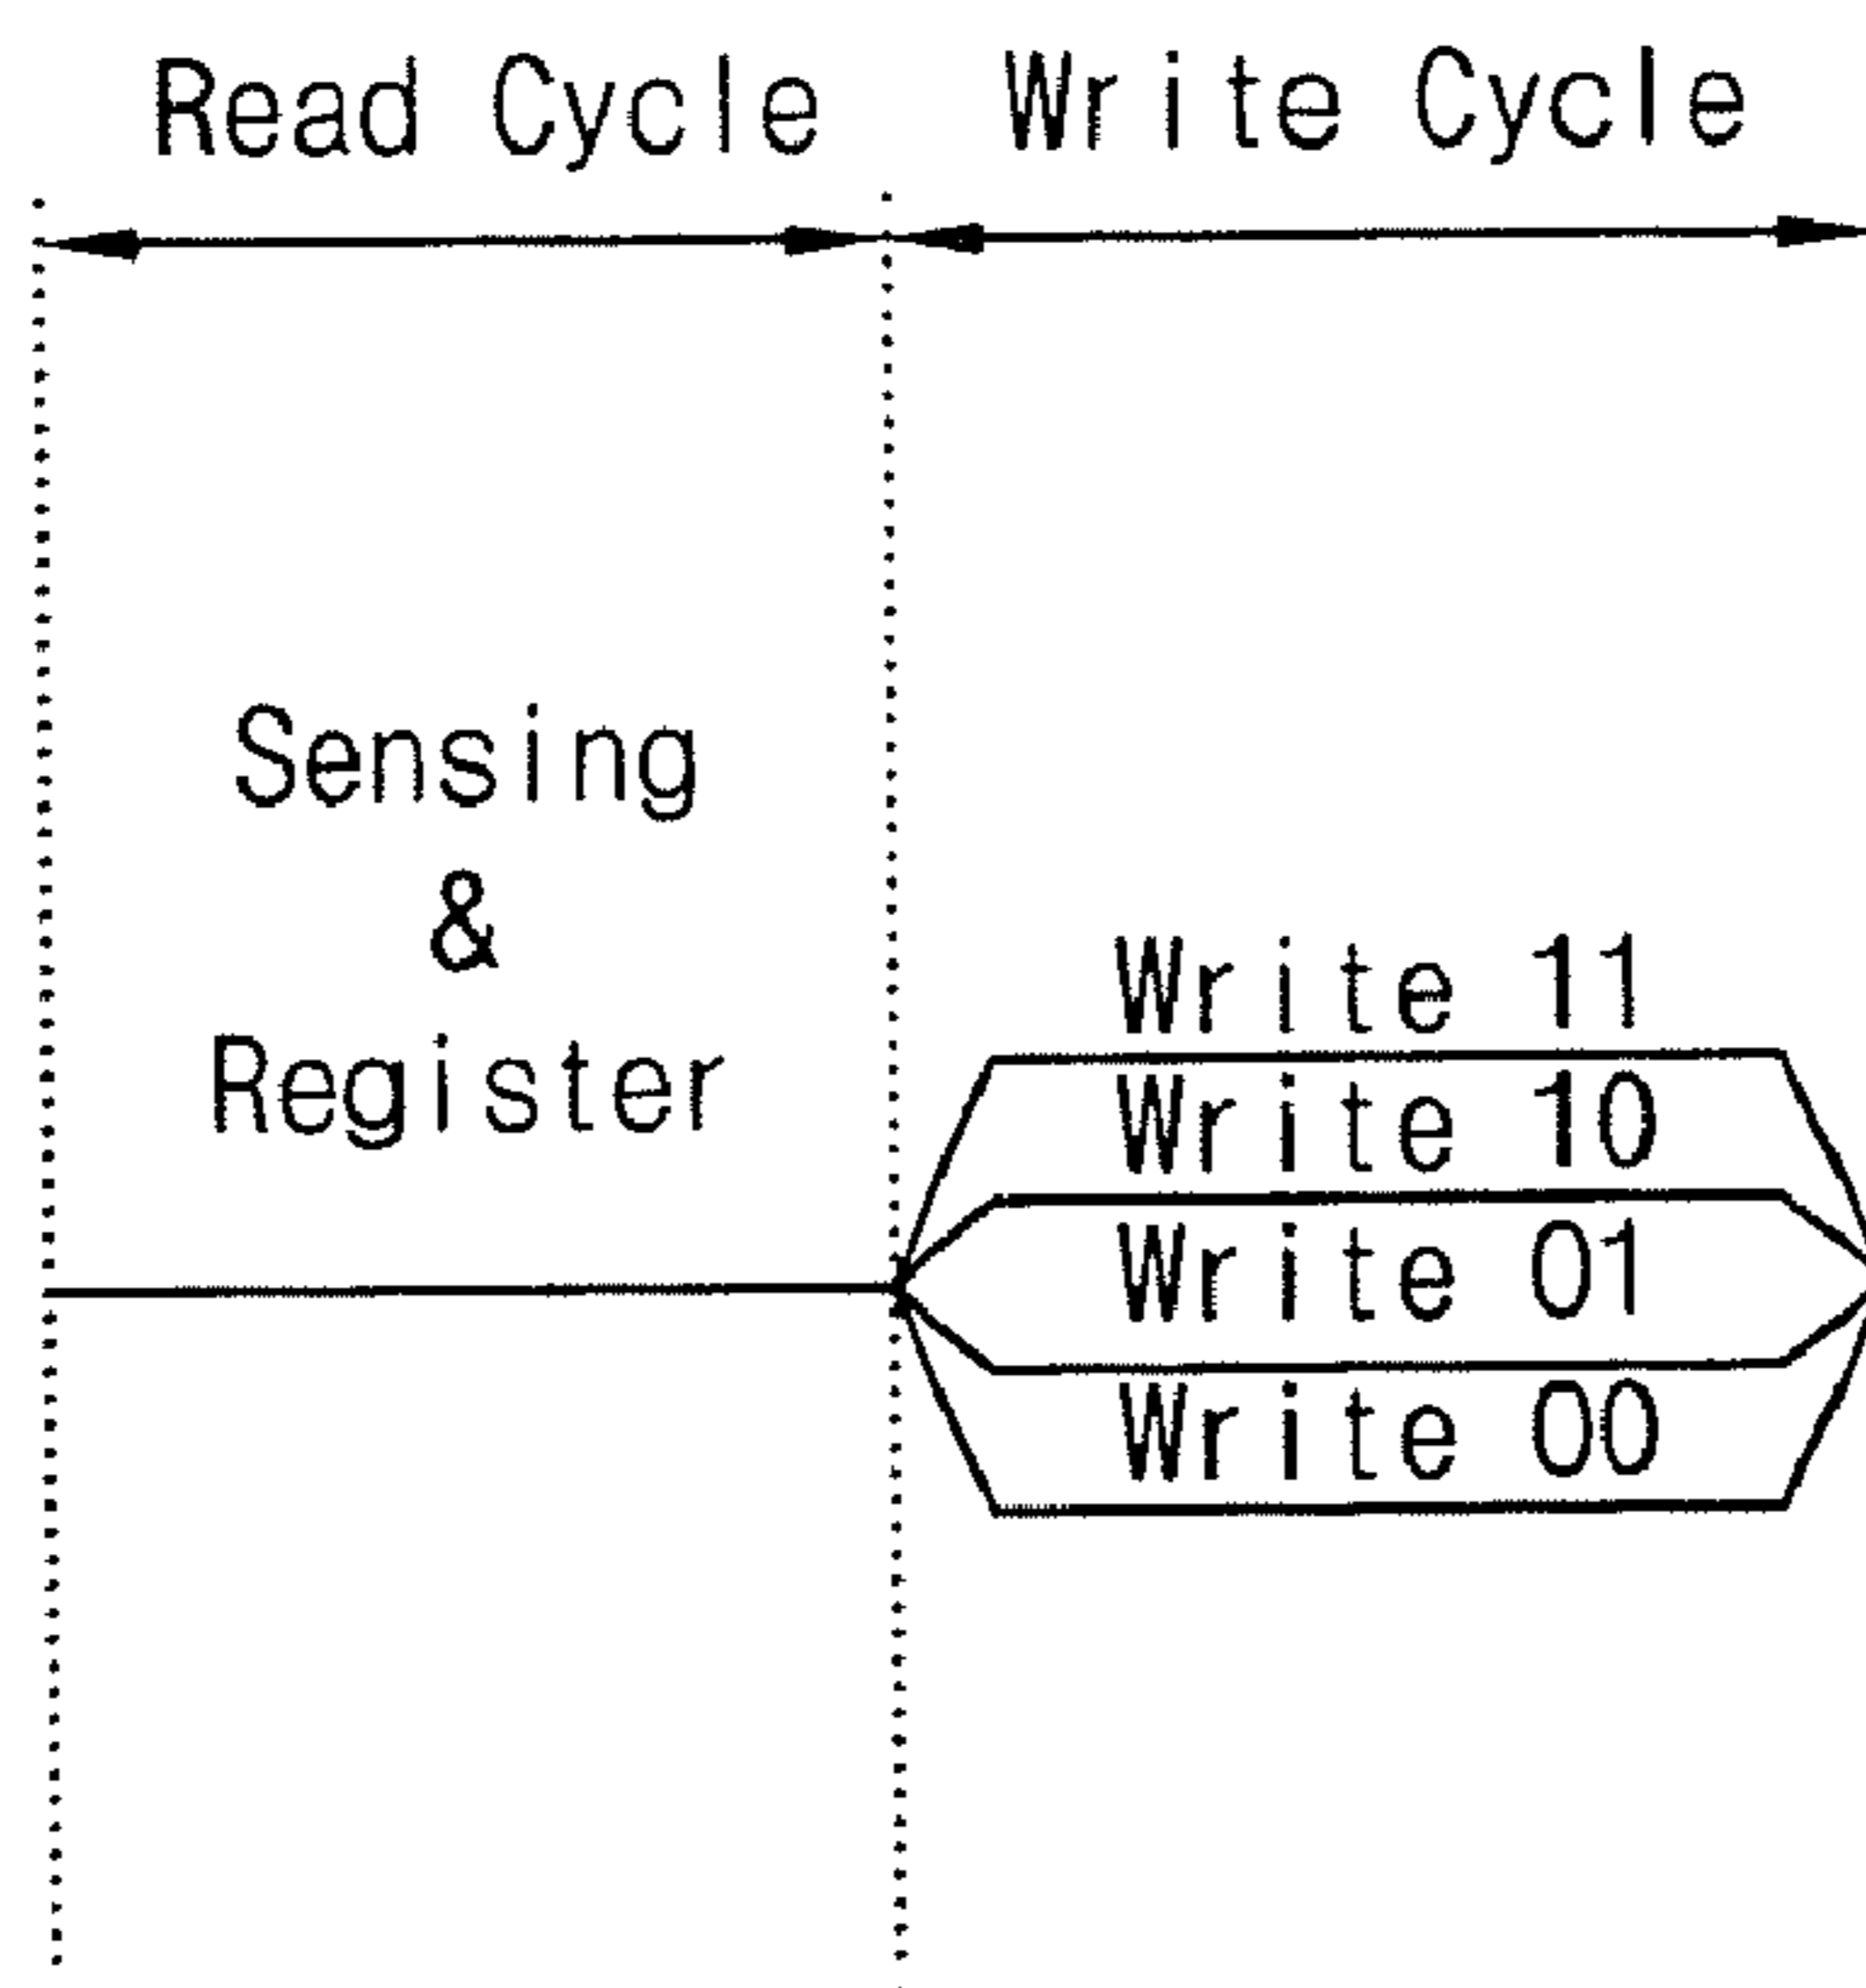 Read Cycle Write Cycle
Sensing
&
Register
Write 11
Write 10
Write 01
Write 00